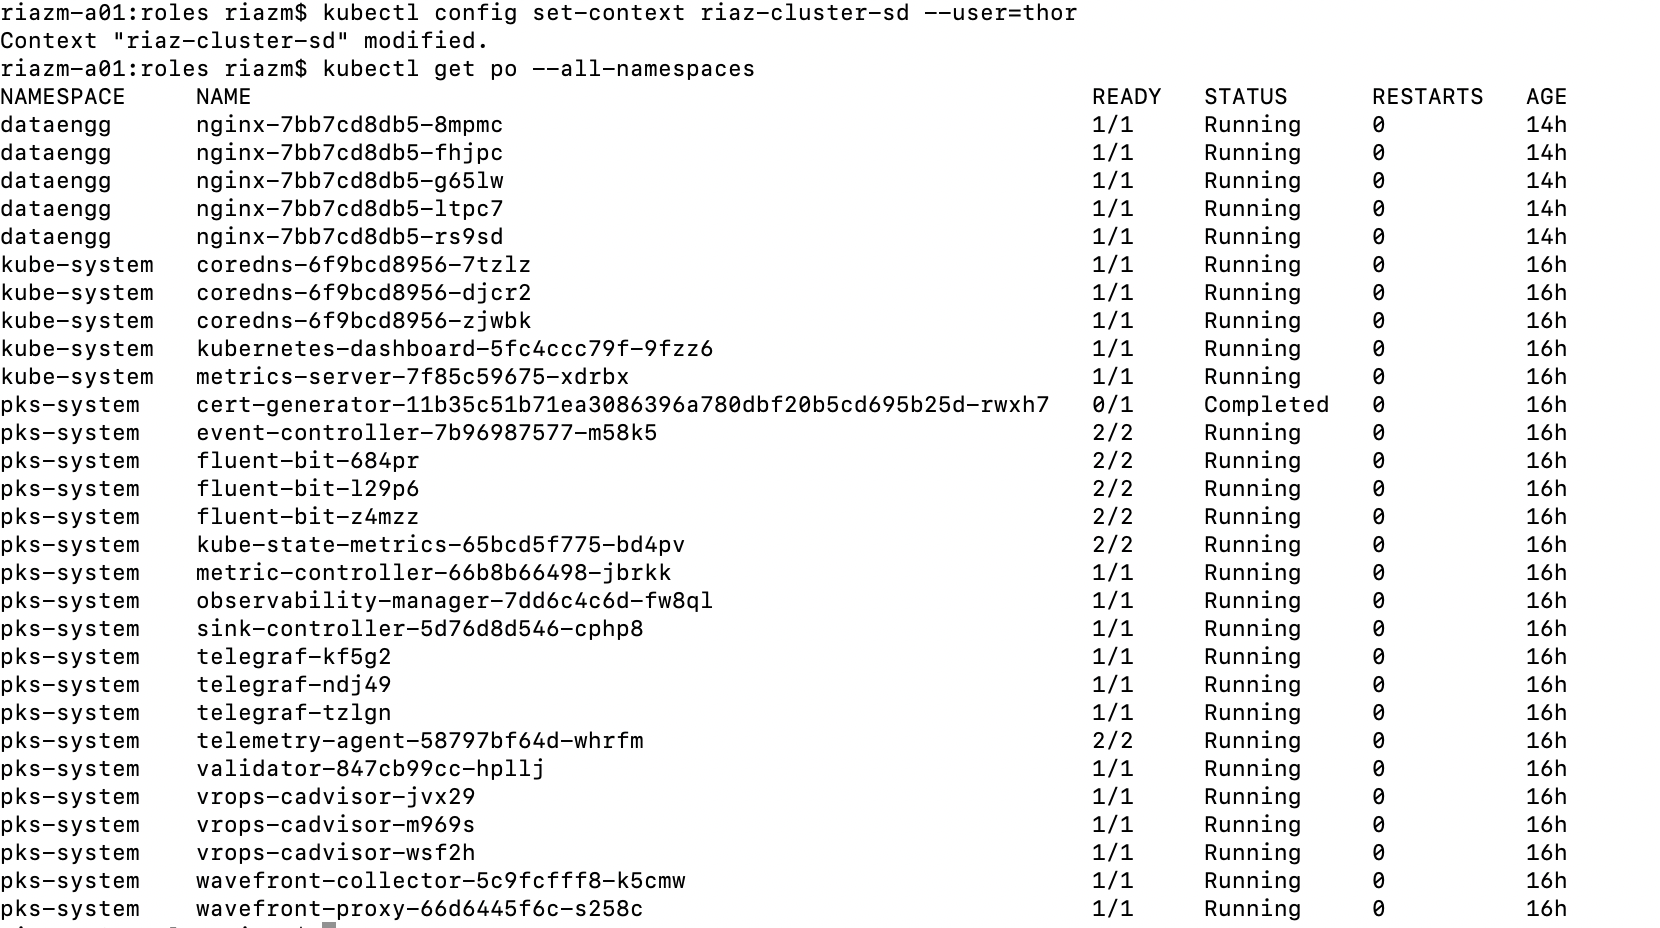 riazm-a01:roles riazm$ kubectl config set-context riaz-cluster-sd --user=thor
Context "riaz-cluster-sd" modified.
riazm-a01:roles riazm$ kubectl get po --all-namespaces
NAMESPACE     NAME                                                            READY   STATUS      RESTARTS   AGE
dataengg      nginx-7bb7cd8db5-8mpmc                                          1/1     Running     0          14h
dataengg      nginx-7bb7cd8db5-fhjpc                                          1/1     Running     0          14h
dataengg      nginx-7bb7cd8db5-g65lw                                          1/1     Running     0          14h
dataengg      nginx-7bb7cd8db5-ltpc7                                          1/1     Running     0          14h
dataengg      nginx-7bb7cd8db5-rs9sd                                          1/1     Running     0          14h
kube-system   coredns-6f9bcd8956-7tzlz                                        1/1     Running     0          16h
kube-system   coredns-6f9bcd8956-djcr2                                        1/1     Running     0          16h
kube-system   coredns-6f9bcd8956-zjwbk                                        1/1     Running     0          16h
kube-system   kubernetes-dashboard-5fc4ccc79f-9fzz6                           1/1     Running     0          16h
kube-system   metrics-server-7f85c59675-xdrbx                                 1/1     Running     0          16h
pks-system    cert-generator-11b35c51b71ea3086396a780dbf20b5cd695b25d-rwxh7   0/1     Completed   0          16h
pks-system    event-controller-7b96987577-m58k5                               2/2     Running     0          16h
pks-system    fluent-bit-684pr                                                2/2     Running     0          16h
pks-system    fluent-bit-l29p6                                                2/2     Running     0          16h
pks-system    fluent-bit-z4mzz                                                2/2     Running     0          16h
pks-system    kube-state-metrics-65bcd5f775-bd4pv                             2/2     Running     0          16h
pks-system    metric-controller-66b8b66498-jbrkk                              1/1     Running     0          16h
pks-system    observability-manager-7dd6c4c6d-fw8ql                           1/1     Running     0          16h
pks-system    sink-controller-5d76d8d546-cphp8                                1/1     Running     0          16h
pks-system    telegraf-kf5g2                                                  1/1     Running     0          16h
pks-system    telegraf-ndj49                                                  1/1     Running     0          16h
pks-system    telegraf-tzlgn                                                  1/1     Running     0          16h
pks-system    telemetry-agent-58797bf64d-whrfm                                2/2     Running     0          16h
pks-system    validator-847cb99cc-hpllj                                       1/1     Running     0          16h
pks-system    vrops-cadvisor-jvx29                                            1/1     Running     0          16h
pks-system    vrops-cadvisor-m969s                                            1/1     Running     0          16h
pks-system    vrops-cadvisor-wsf2h                                            1/1     Running     0          16h
pks-system    wavefront-collector-5c9fcfff8-k5cmw                             1/1     Running     0          16h
pks-system    wavefront-proxy-66d6445f6c-s258c                                1/1     Running     0          16h